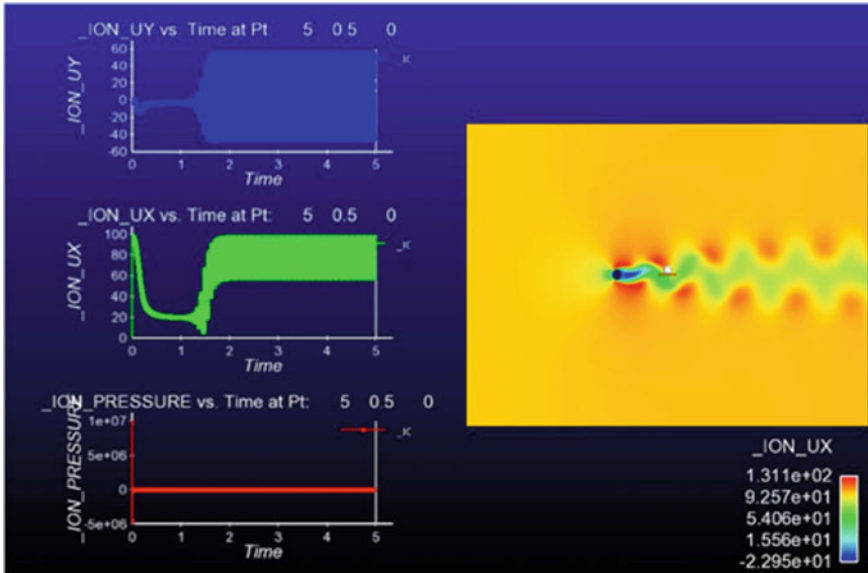 _ION_UY vs. Time at Pt: 5 0.5 0
_ION_UY
60
40
20
0
-20
-40
-60
0 1 2 3 4 5
Time
_K
_ION_UX vs. Time at Pt: 5 0.5 0
_ION_UX
100
80
60
40
20
0
0 1 2 3 4 5
Time
_K
_ION_PRESSURE vs. Time at Pt: 5 0.5 0
_ION_PRESSURE
1e+07
5e+06
0
-5e+06
0 1 2 3 4 5
Time
_K
_ION_UX
1.311e+02
9.257e+01
5.406e+01
1.556e+01
-2.295e+01